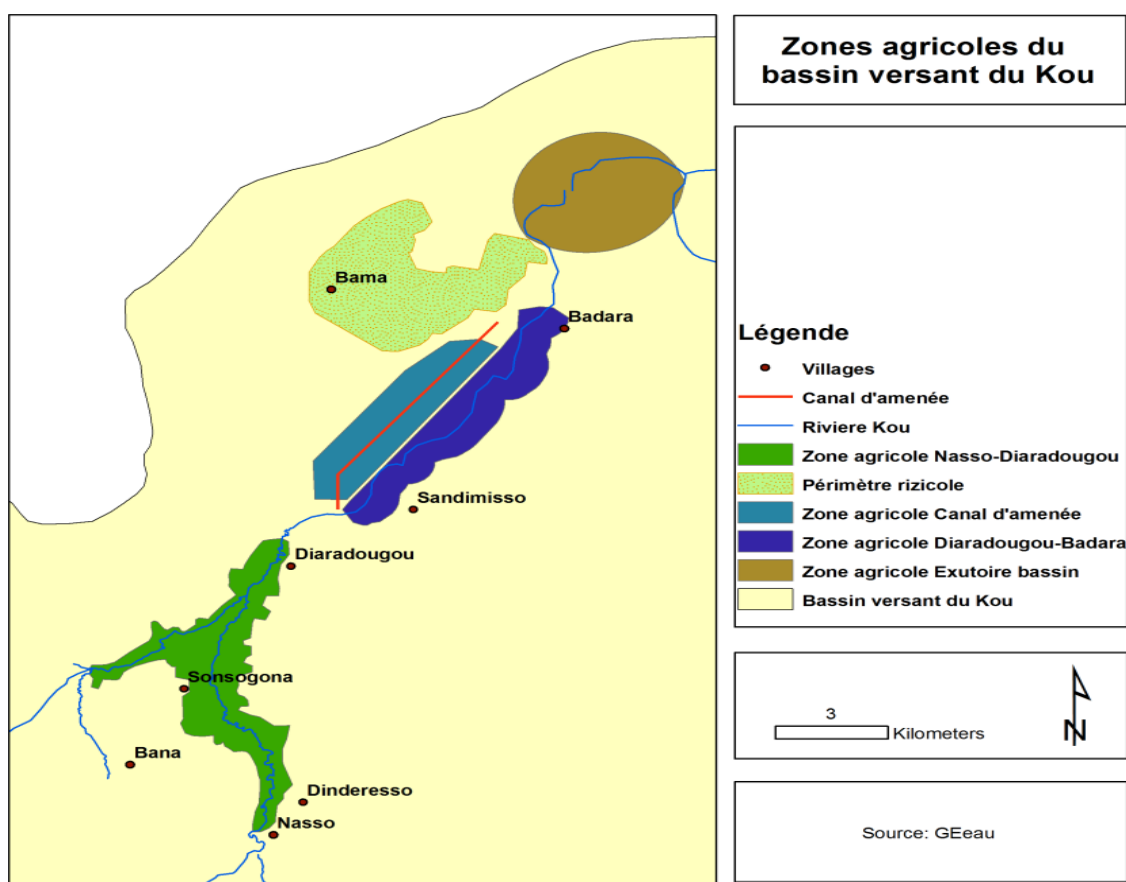 Zones agricoles du
bassin versant du Kou
Bama
Badara
Sandimisso
Diaradougou
Sonsogona
Bana
Dinderesso
Nasso
Légende
Villages
Canal d'amenée
Riviere Kou
Zone agricole Nasso-Diaradougou
Périmètre rizicole
Zone agricole Canal d'amenée
Zone agricole Diaradougou-Badara
Zone agricole Exutoire bassin
Bassin versant du Kou
3
Kilometers
N
Source: GEeau